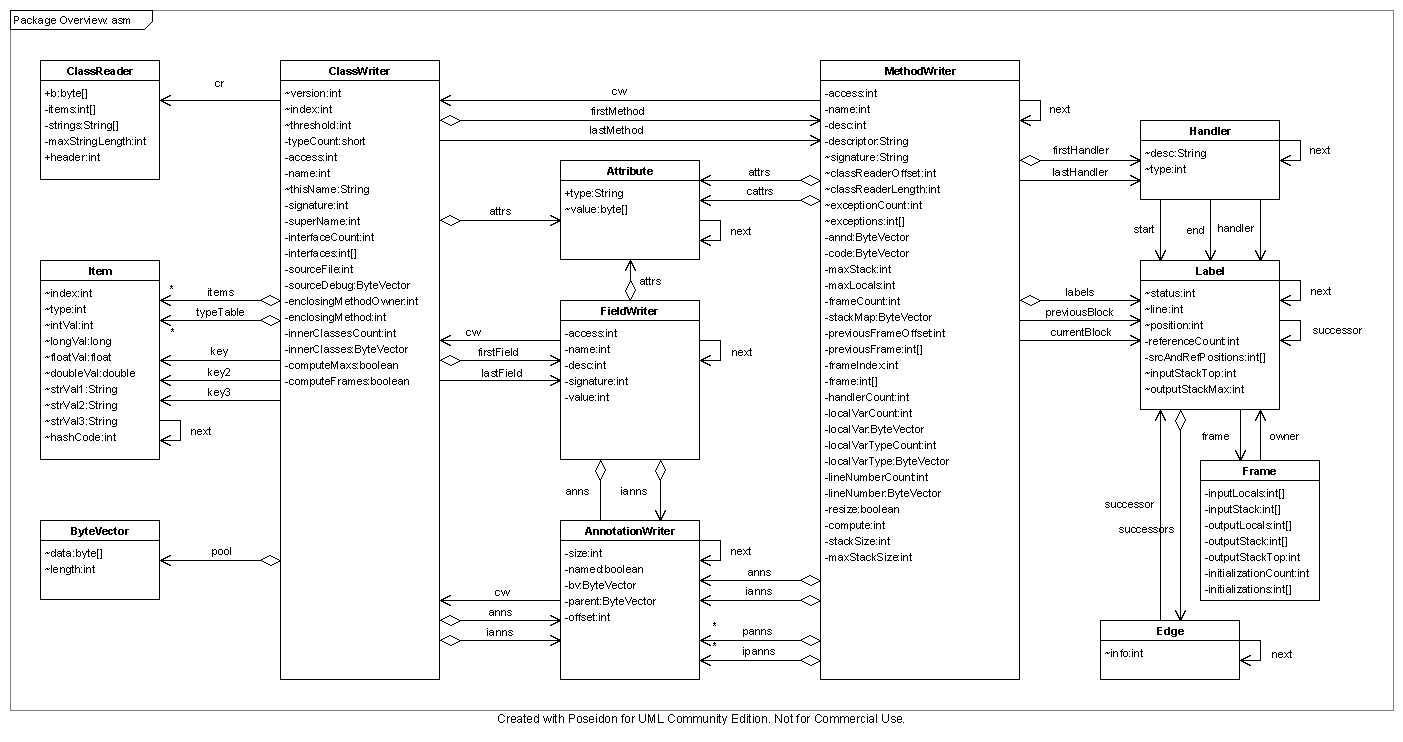 Package Overview: asm
ClassReader
+b:byte[]
-items:int[]
-strings:String[]
-maxStringLength:int
+header:int
cr
Item
~index:int
~type:int
~intVal:int
~longVal:long
~floatVal:float
~doubleVal:double
~strVal1:String
~strVal2:String
~strVal3:String
~hashCode:int
next
*
items
typeTable
*
key
key2
key3
ByteVector
~data:byte[]
~length:int
pool
ClassWriter
~version:int
~index:int
~threshold:int
-typeCount:short
-access:int
-name:int
~thisName:String
-signature:int
-superName:int
-interfaceCount:int
-interfaces:int[]
-sourceFile:int
-sourceDebug:ByteVector
-enclosingMethodOwner:int
-enclosingMethod:int
-innerClassesCount:int
-innerClasses:ByteVector
-computeMaxs:boolean
-computeFrames:boolean
cw
firstMethod
lastMethod
attrs
cw
firstField
lastField
cw
anns
ianns
Attribute
+type:String
~value:byte[]
next
attrs
FieldWriter
-access:int
-name:int
-desc:int
-signature:int
-value:int
next
anns
ianns
AnnotationWriter
-size:int
-named:boolean
-bv:ByteVector
-parent:ByteVector
-offset:int
next
attrs
cattrs
anns
ianns
*
panns
*
ipanns
MethodWriter
-access:int
-name:int
-desc:int
-descriptor:String
~signature:String
~classReaderOffset:int
~classReaderLength:int
~exceptionCount:int
~exceptions:int[]
-annd:ByteVector
-code:ByteVector
-maxStack:int
-maxLocals:int
-frameCount:int
-stackMap:ByteVector
-previousFrameOffset:int
-previousFrame:int[]
-frameIndex:int
-frame:int[]
-handlerCount:int
-localVarCount:int
-localVar:ByteVector
-localVarTypeCount:int
-localVarType:ByteVector
-lineNumberCount:int
-lineNumber:ByteVector
-resize:boolean
-compute:int
-stackSize:int
-maxStackSize:int
next
firstHandler
lastHandler
labels
previousBlock
currentBlock
Handler
~desc:String
~type:int
next
start
end
handler
Label
~status:int
~line:int
~position:int
-referenceCount:int
-srcAndRefPositions:int[]
~inputStackTop:int
~outputStackMax:int
next
successor
frame
owner
Frame
-inputLocals:int[]
-inputStack:int[]
-outputLocals:int[]
-outputStack:int[]
-outputStackTop:int
-initializationCount:int
-initializations:int[]
successor
successors
Edge
~info:int
next
Created with Poseidon for UML Community Edition. Not for Commercial Use.